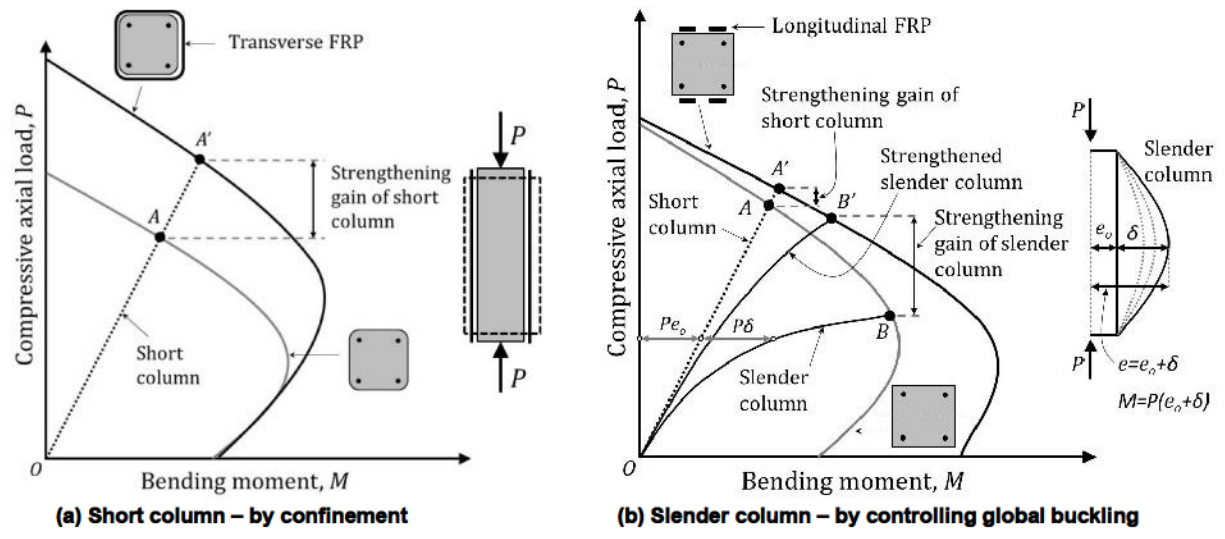 Transverse FRP
Compressive axial load, P
A'
A
Strengthening
gain of short
column
Short
column
P
P
O
Bending moment, M
(a) Short column – by confinement
Longitudinal FRP
Compressive axial load, P
Strengthening gain of
short column
Strengthened
slender column
A'
A
B'
Short
column
Strengthening
gain of slender
column
Peₒ
Pδ
B
Slender
column
O
Bending moment, M
P
Slender
column
eₒ
δ
P
e=eₒ+δ
M=P(eₒ+δ)
(b) Slender column – by controlling global buckling